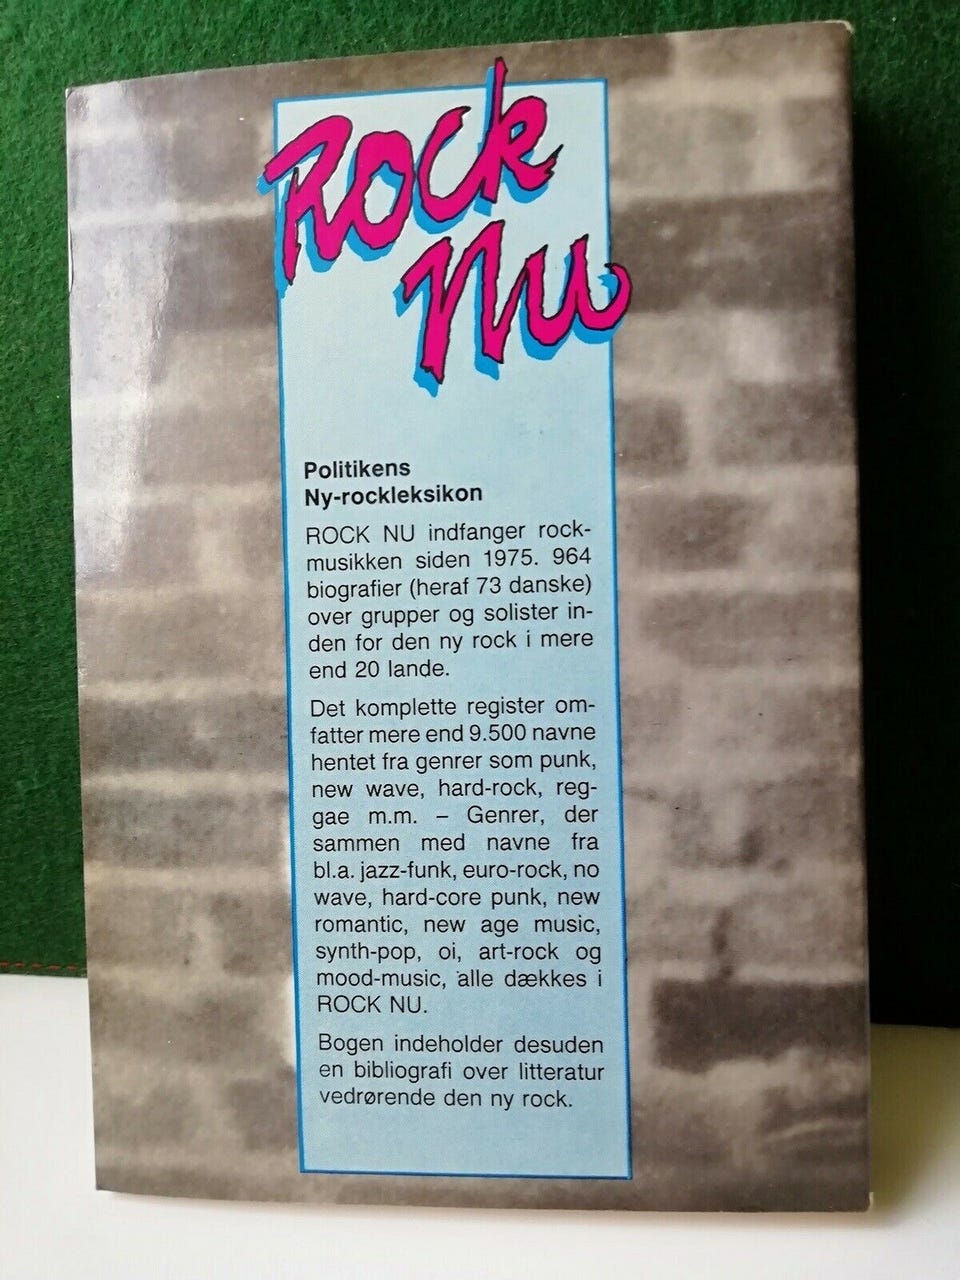 Rock
Nu
Politikens
Ny-rockleksikon
ROCK NU indfanger rock-
musikken siden 1975. 964
biografier (heraf 73 danske)
over grupper og solister in-
den for den ny rock i mere
end 20 lande.
Det komplette register om-
fatter mere end 9.500 navne
hentet fra genrer som punk,
new wave, hard-rock, reg-
gae m.m. – Genrer, der
sammen med navne fra
bl.a. jazz-funk, euro-rock, no
wave, hard-core punk, new
romantic, new age music,
synth-pop, oi, art-rock og
mood-music, alle dækkes i
ROCK NU.
Bogen indeholder desuden
en bibliografi over litteratur
vedrørende den ny rock.